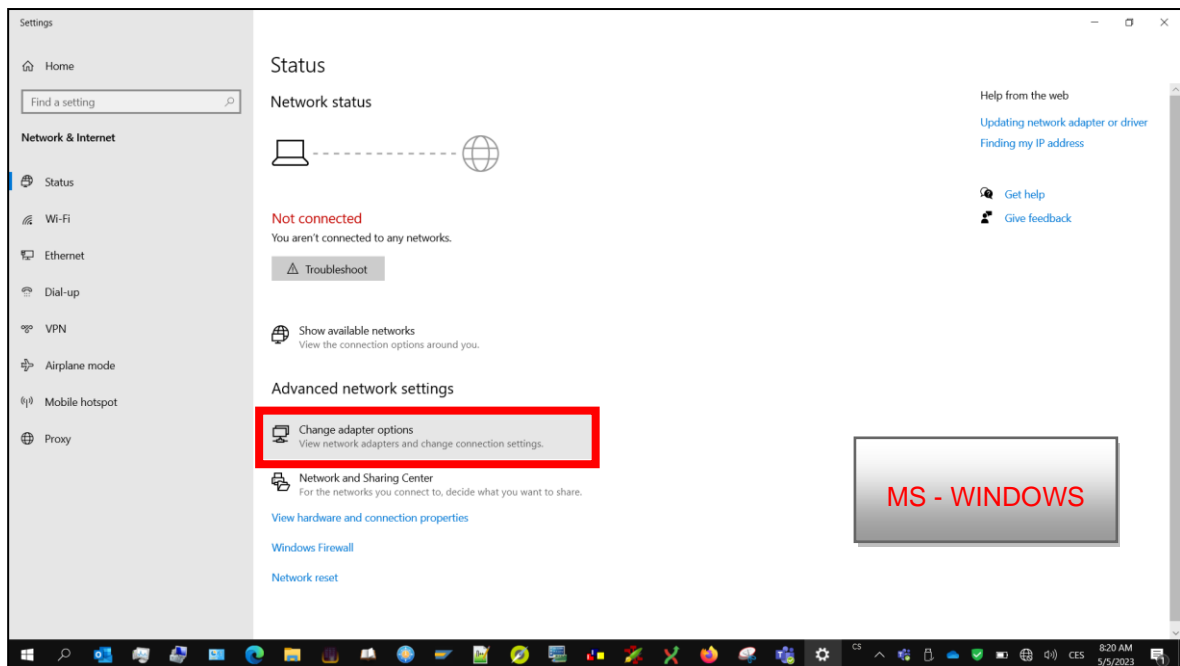 Settings
Home
Find a setting
Network & Internet
Status
Wi-Fi
Ethernet
Dial-up
VPN
Airplane mode
Mobile hotspot
Proxy
Status
Network status
Not connected
You aren't connected to any networks.
Troubleshoot
Show available networks
View the connection options around you.
Advanced network settings
Change adapter options
View network adapters and change connection settings.
Network and Sharing Center
For the networks you connect to, decide what you want to share.
View hardware and connection properties
Windows Firewall
Network reset
Help from the web
Updating network adapter or driver
Finding my IP address
Get help
Give feedback
MS - WINDOWS
CS
CES
8:20 AM
5/5/2023